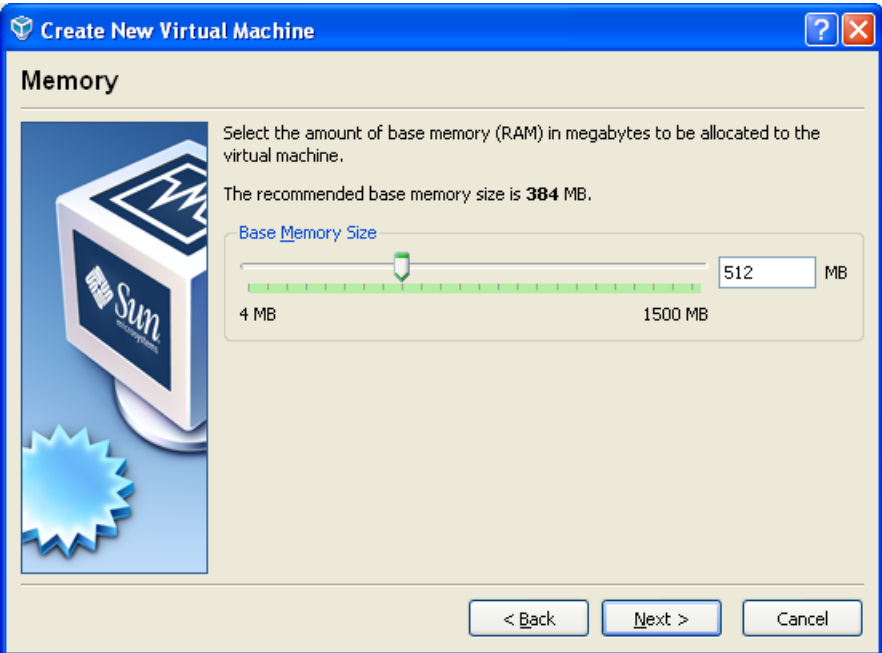 Create New Virtual Machine
Memory
Select the amount of base memory (RAM) in megabytes to be allocated to the
virtual machine.
The recommended base memory size is 384 MB.
Base Memory Size
512 MB
4 MB 1500 MB
Sun
microsystems
< Back Next > Cancel